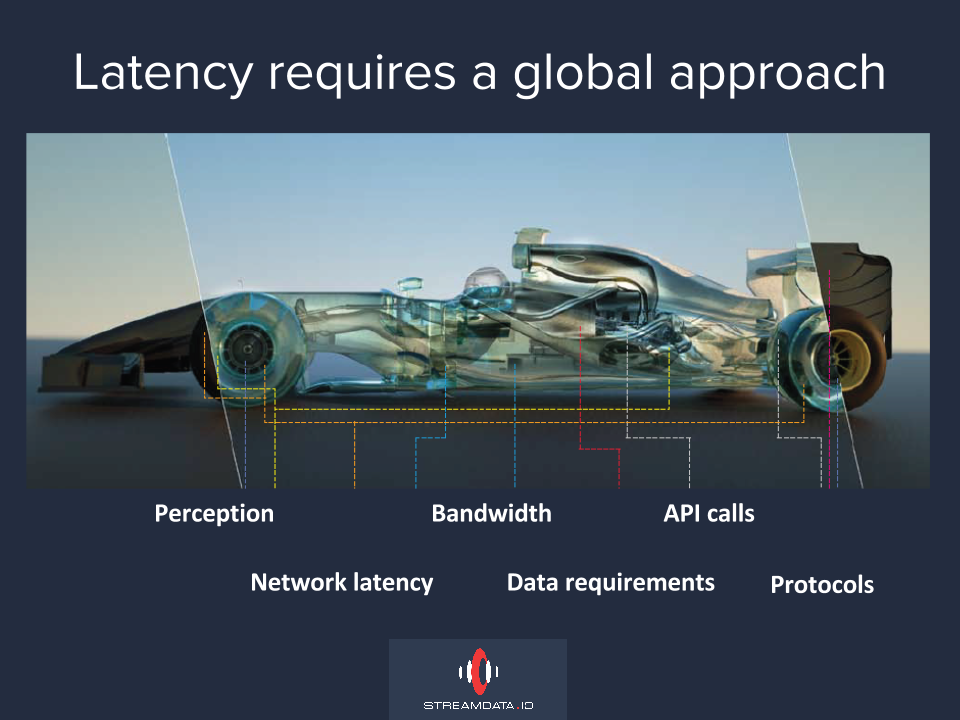 Latency requires a global approach
Perception
Bandwidth
API calls
Network latency
Data requirements
Protocols
STREAMDATA.IO